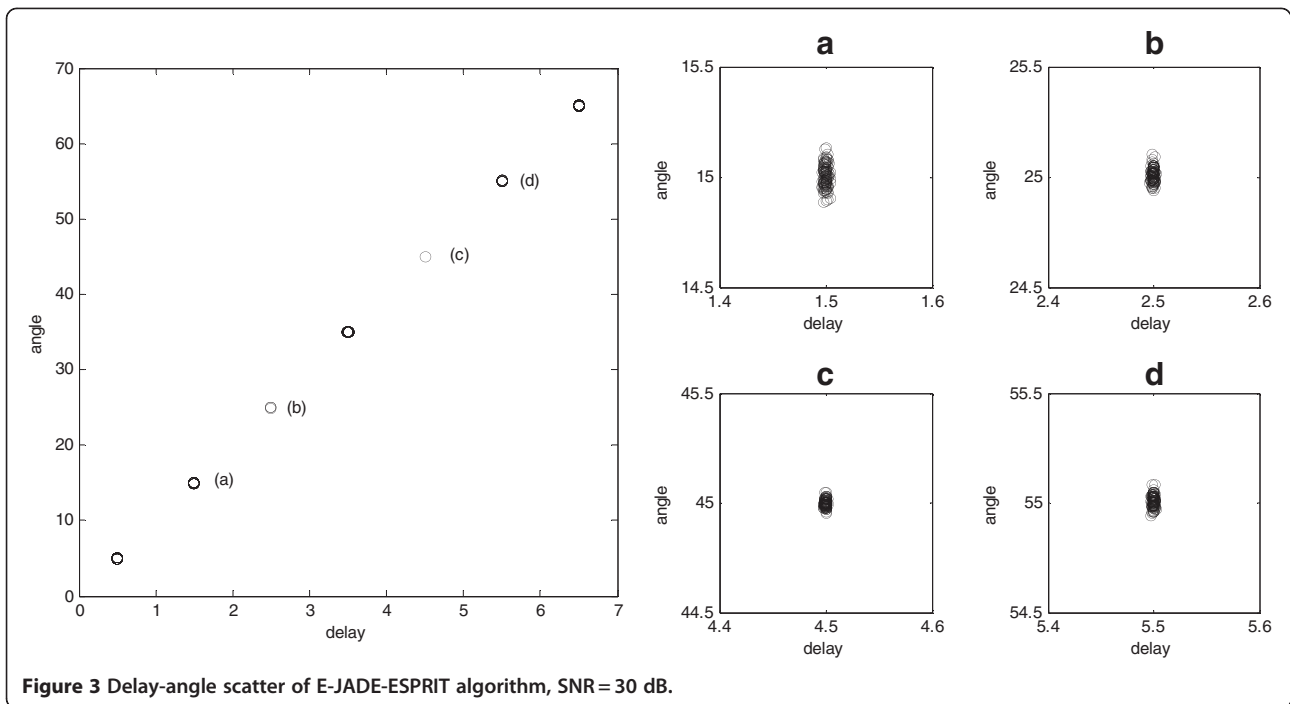 70
60
50
40
30
20
10
0
angle
(a)
(b)
(c)
(d)
0 1 2 3 4 5 6 7
delay
a
15.5
15
14.5
angle
1.4 1.5 1.6
delay
b
25.5
25
24.5
angle
2.4 2.5 2.6
delay
c
45.5
45
44.5
angle
4.4 4.5 4.6
delay
d
55.5
55
54.5
angle
5.4 5.5 5.6
delay
Figure 3 Delay-angle scatter of E-JADE-ESPRIT algorithm, SNR = 30 dB.